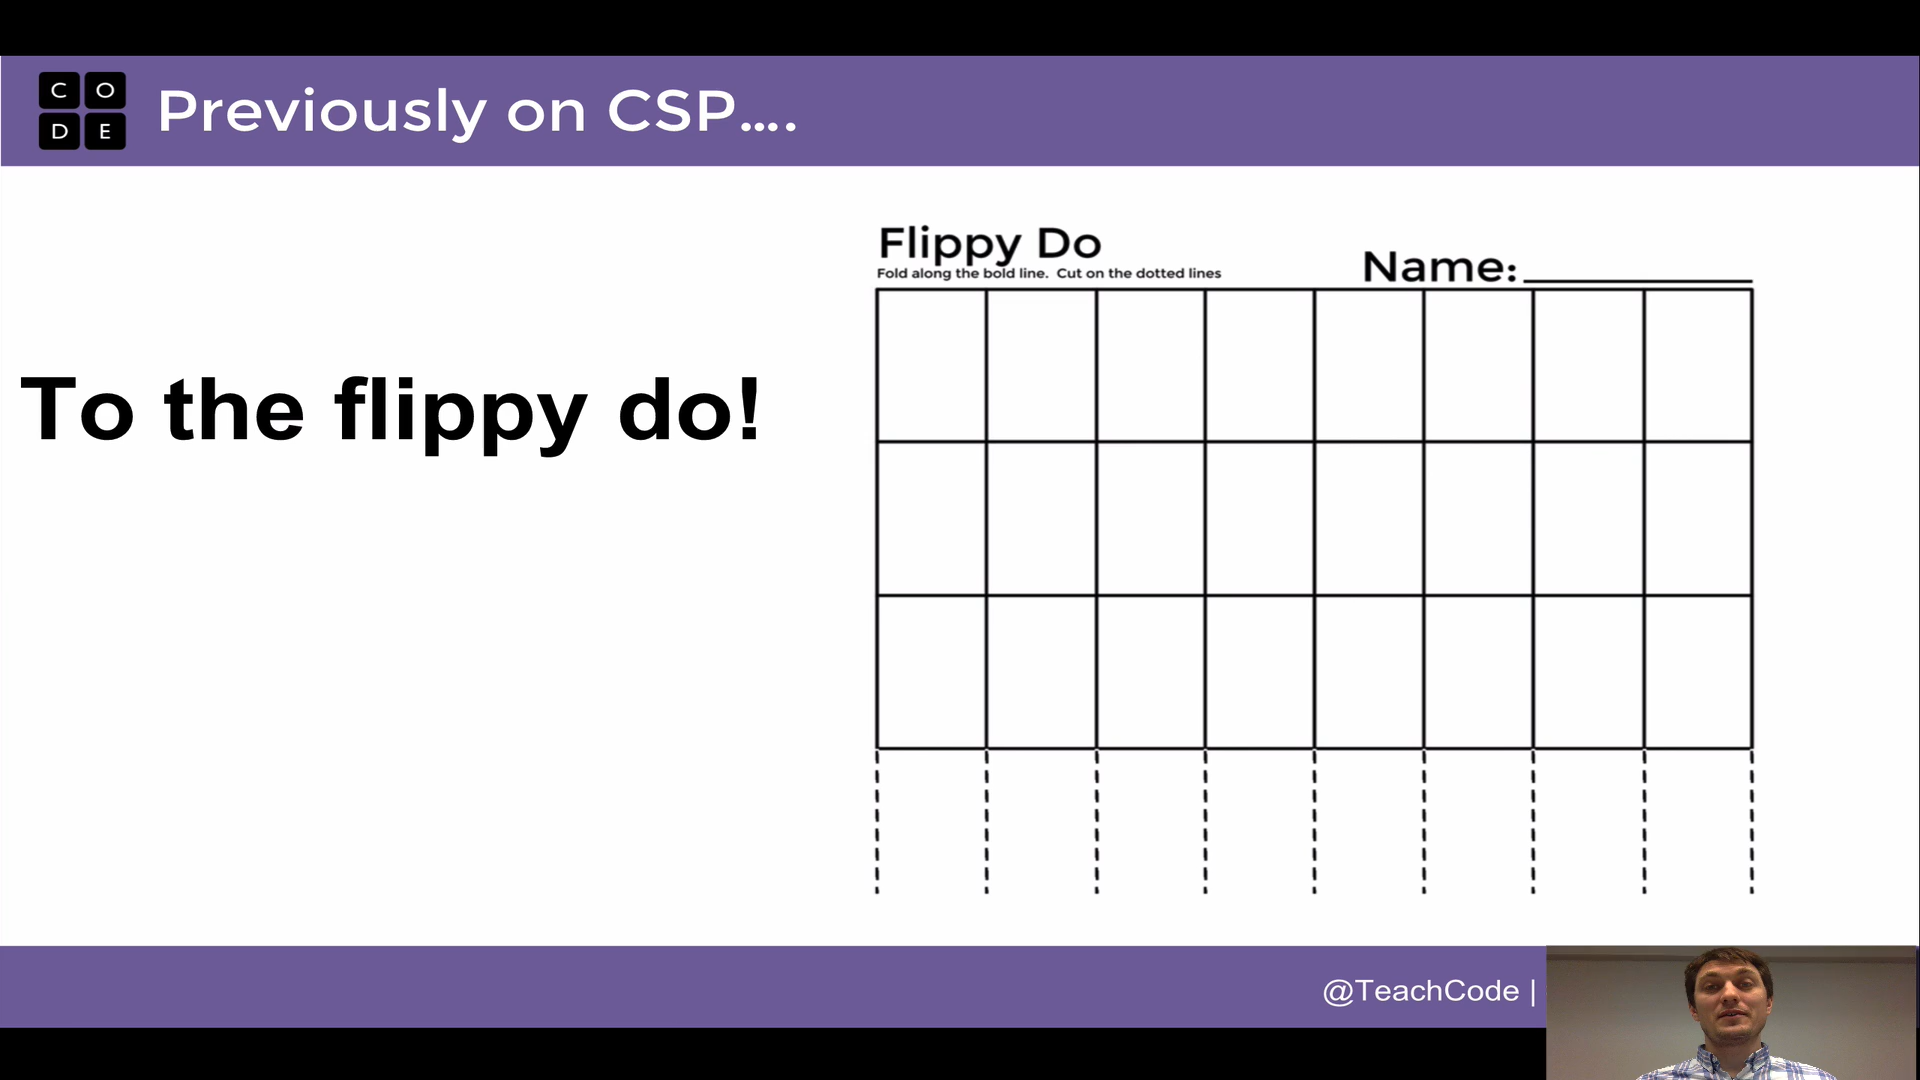 C O
D E
Previously on CSP....
Flippy Do
Fold along the bold line. Cut on the dotted lines
Name:
To the flippy do!
@TeachCode |